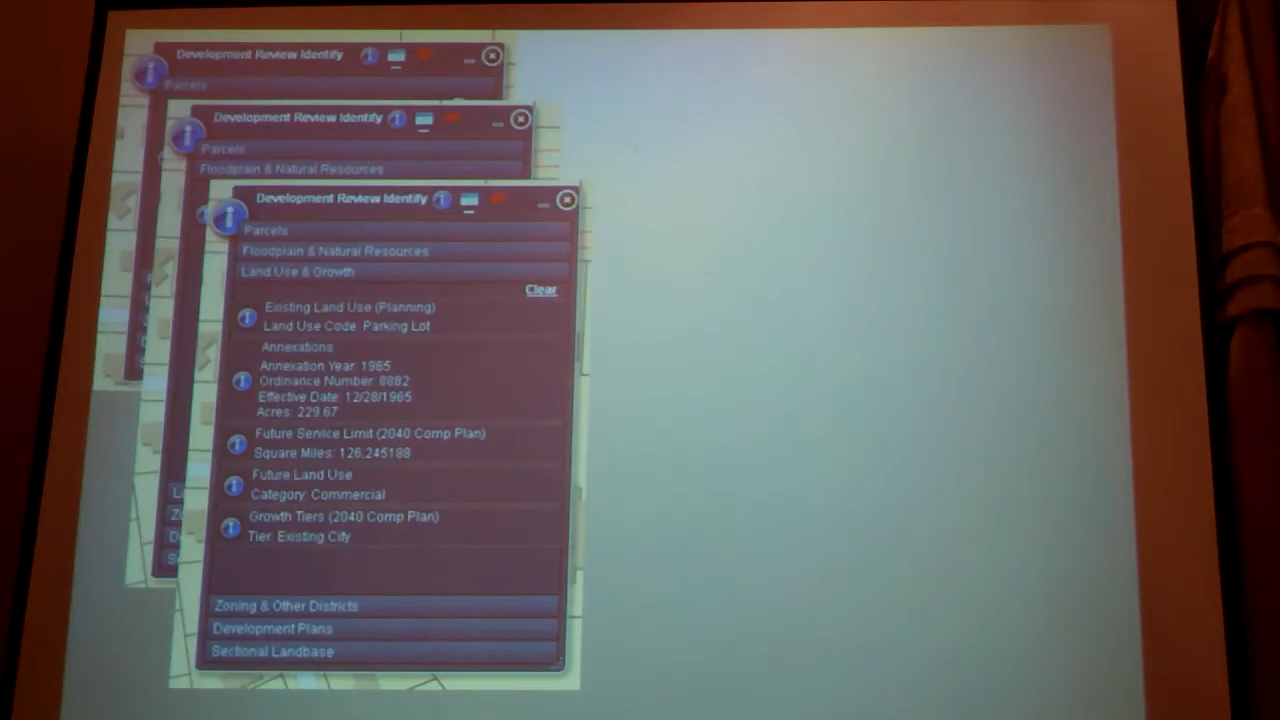 Development Review Identify
Parcels
Development Review Identify
Parcels
Floodplain & Natural Resources
Development Review Identify
Parcels
Floodplain & Natural Resources
Land Use & Growth
Clear
Existing Land Use (Planning)
Land Use Code: Parking Lot
Annexations
Annexation Year: 1965
Ordinance Number: 8882
Effective Date: 12/28/1965
Acres: 229.67
Future Service Limit (2040 Comp Plan)
Square Miles: 126.245188
Future Land Use
Category: Commercial
Growth Tiers (2040 Comp Plan)
Tier: Existing City
Zoning & Other Districts
Development Plans
Sectional Landbase